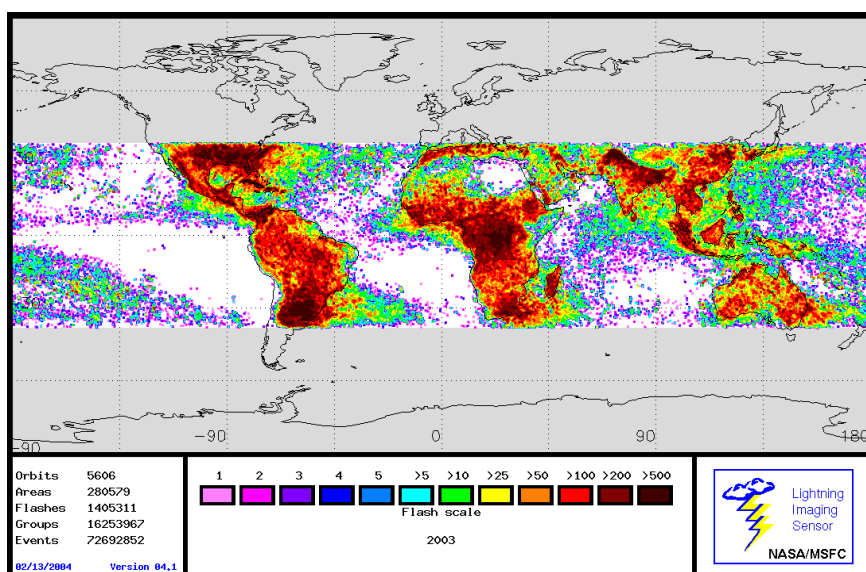 30
-30
-90
-90
0
90
180
Orbits 5606
Areas 280579
Flashes 1405311
Groups 16253967
Events 72692852
02/13/2004 Version 04.1
1 2 3 4 5 >5 >10 >25 >50 >100 >200 >500
Flash scale
2003
Lightning
Imaging
Sensor
NASA/MSFC